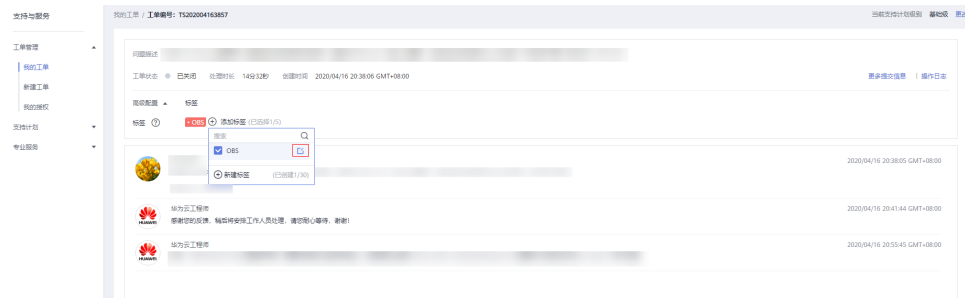 支持与服务
我的工单 / 工单编号：TS202004163857
当前支持计划级别 基础级
工单管理
我的工单
新建工单
我的授权
支持计划
专业服务
问题描述
工单状态 已关闭 处理时长 14分32秒 创建时间 2020/04/16 20:38:06 GMT+08:00
更多提交信息 | 操作日志
高级配置 标签
标签 OBS 添加标签 (已选择1/5)
搜索
OBS
新建标签 (已创建1/30)
2020/04/16 20:38:05 GMT+08:00
华为云工程师 2020/04/16 20:41:44 GMT+08:00
感谢您的反馈，稍后将安排工作人员处理，请您耐心等待，谢谢！
HUAWEI
华为云工程师 2020/04/16 20:55:45 GMT+08:00
HUAWEI